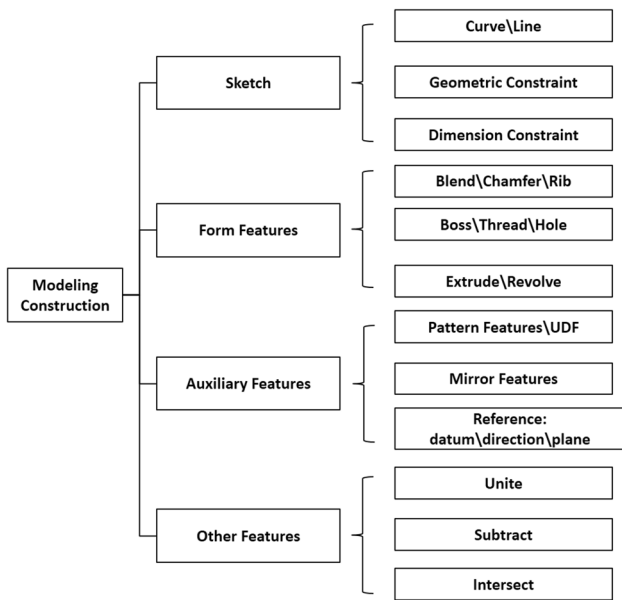 Modeling
Construction
Sketch
Curve\Line
Geometric Constraint
Dimension Constraint
Form Features
Blend\Chamfer\Rib
Boss\Thread\Hole
Extrude\Revolve
Auxiliary Features
Pattern Features\UDF
Mirror Features
Reference:
datum\direction\plane
Other Features
Unite
Subtract
Intersect